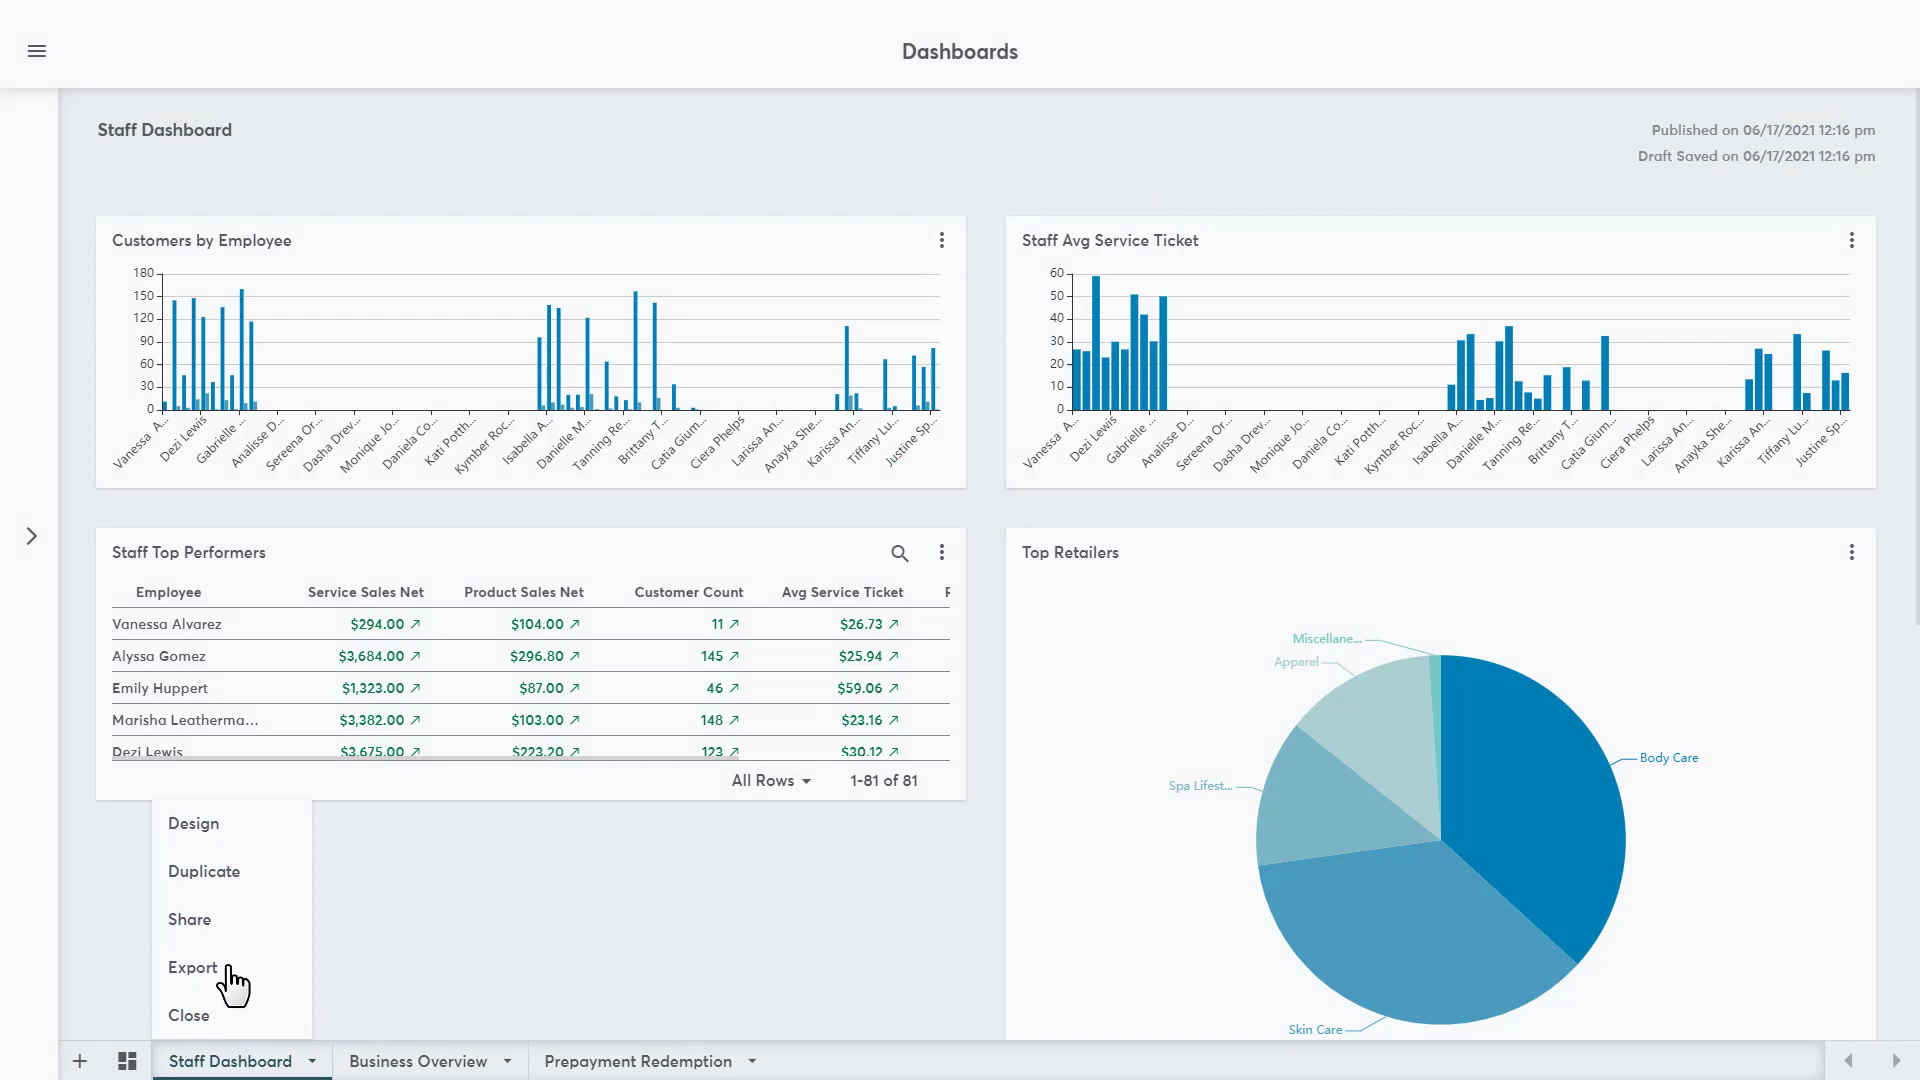 Dashboards
Staff Dashboard
Published on 06/17/2021 12:16 pm
Draft Saved on 06/17/2021 12:16 pm
Customers by Employee
180
150
120
90
60
30
0
Vanessa A...
Dezi Lewis
Gabrielle ...
Analisse D...
Sereena Or...
Dasha Drev...
Monique Jo...
Daniela Co...
Kati Potth...
Kymber Roc...
Isabella A...
Danielle M...
Tanning Re...
Brittany T...
Catia Gium...
Ciera Phelps
Larissa An...
Anayka She...
Karissa An...
Tiffany Lu...
Justine Sp...
Staff Avg Service Ticket
60
50
40
30
20
10
0
Vanessa A...
Dezi Lewis
Gabrielle ...
Analisse D...
Sereena Or...
Dasha Drev...
Monique Jo...
Daniela Co...
Kati Potth...
Kymber Roc...
Isabella A...
Danielle M...
Tanning Re...
Brittany T...
Catia Gium...
Ciera Phelps
Larissa An...
Anayka She...
Karissa An...
Tiffany Lu...
Justine Sp...
Staff Top Performers
Employee Service Sales Net Product Sales Net Customer Count Avg Service Ticket
Vanessa Alvarez $294.00 ↗ $104.00 ↗ 11 ↗ $26.73 ↗
Alyssa Gomez $3,684.00 ↗ $296.80 ↗ 145 ↗ $25.94 ↗
Emily Huppert $1,323.00 ↗ $87.00 ↗ 46 ↗ $59.06 ↗
Marisha Leatherma... $3,382.00 ↗ $103.00 ↗ 148 ↗ $23.16 ↗
Dezi Lewis $3,675.00 ↗ $223.20 ↗ 123 ↗ $30.12 ↗
All Rows 1-81 of 81
Top Retailers
Miscellane...
Apparel
Body Care
Spa Lifest...
Skin Care
Design
Duplicate
Share
Export
Close
Staff Dashboard Business Overview Prepayment Redemption